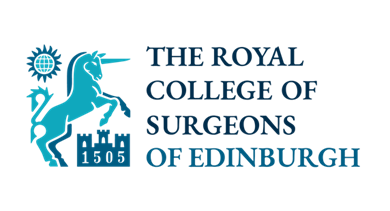 THE ROYAL
COLLEGE OF
SURGEONS
OF EDINBURGH
1505